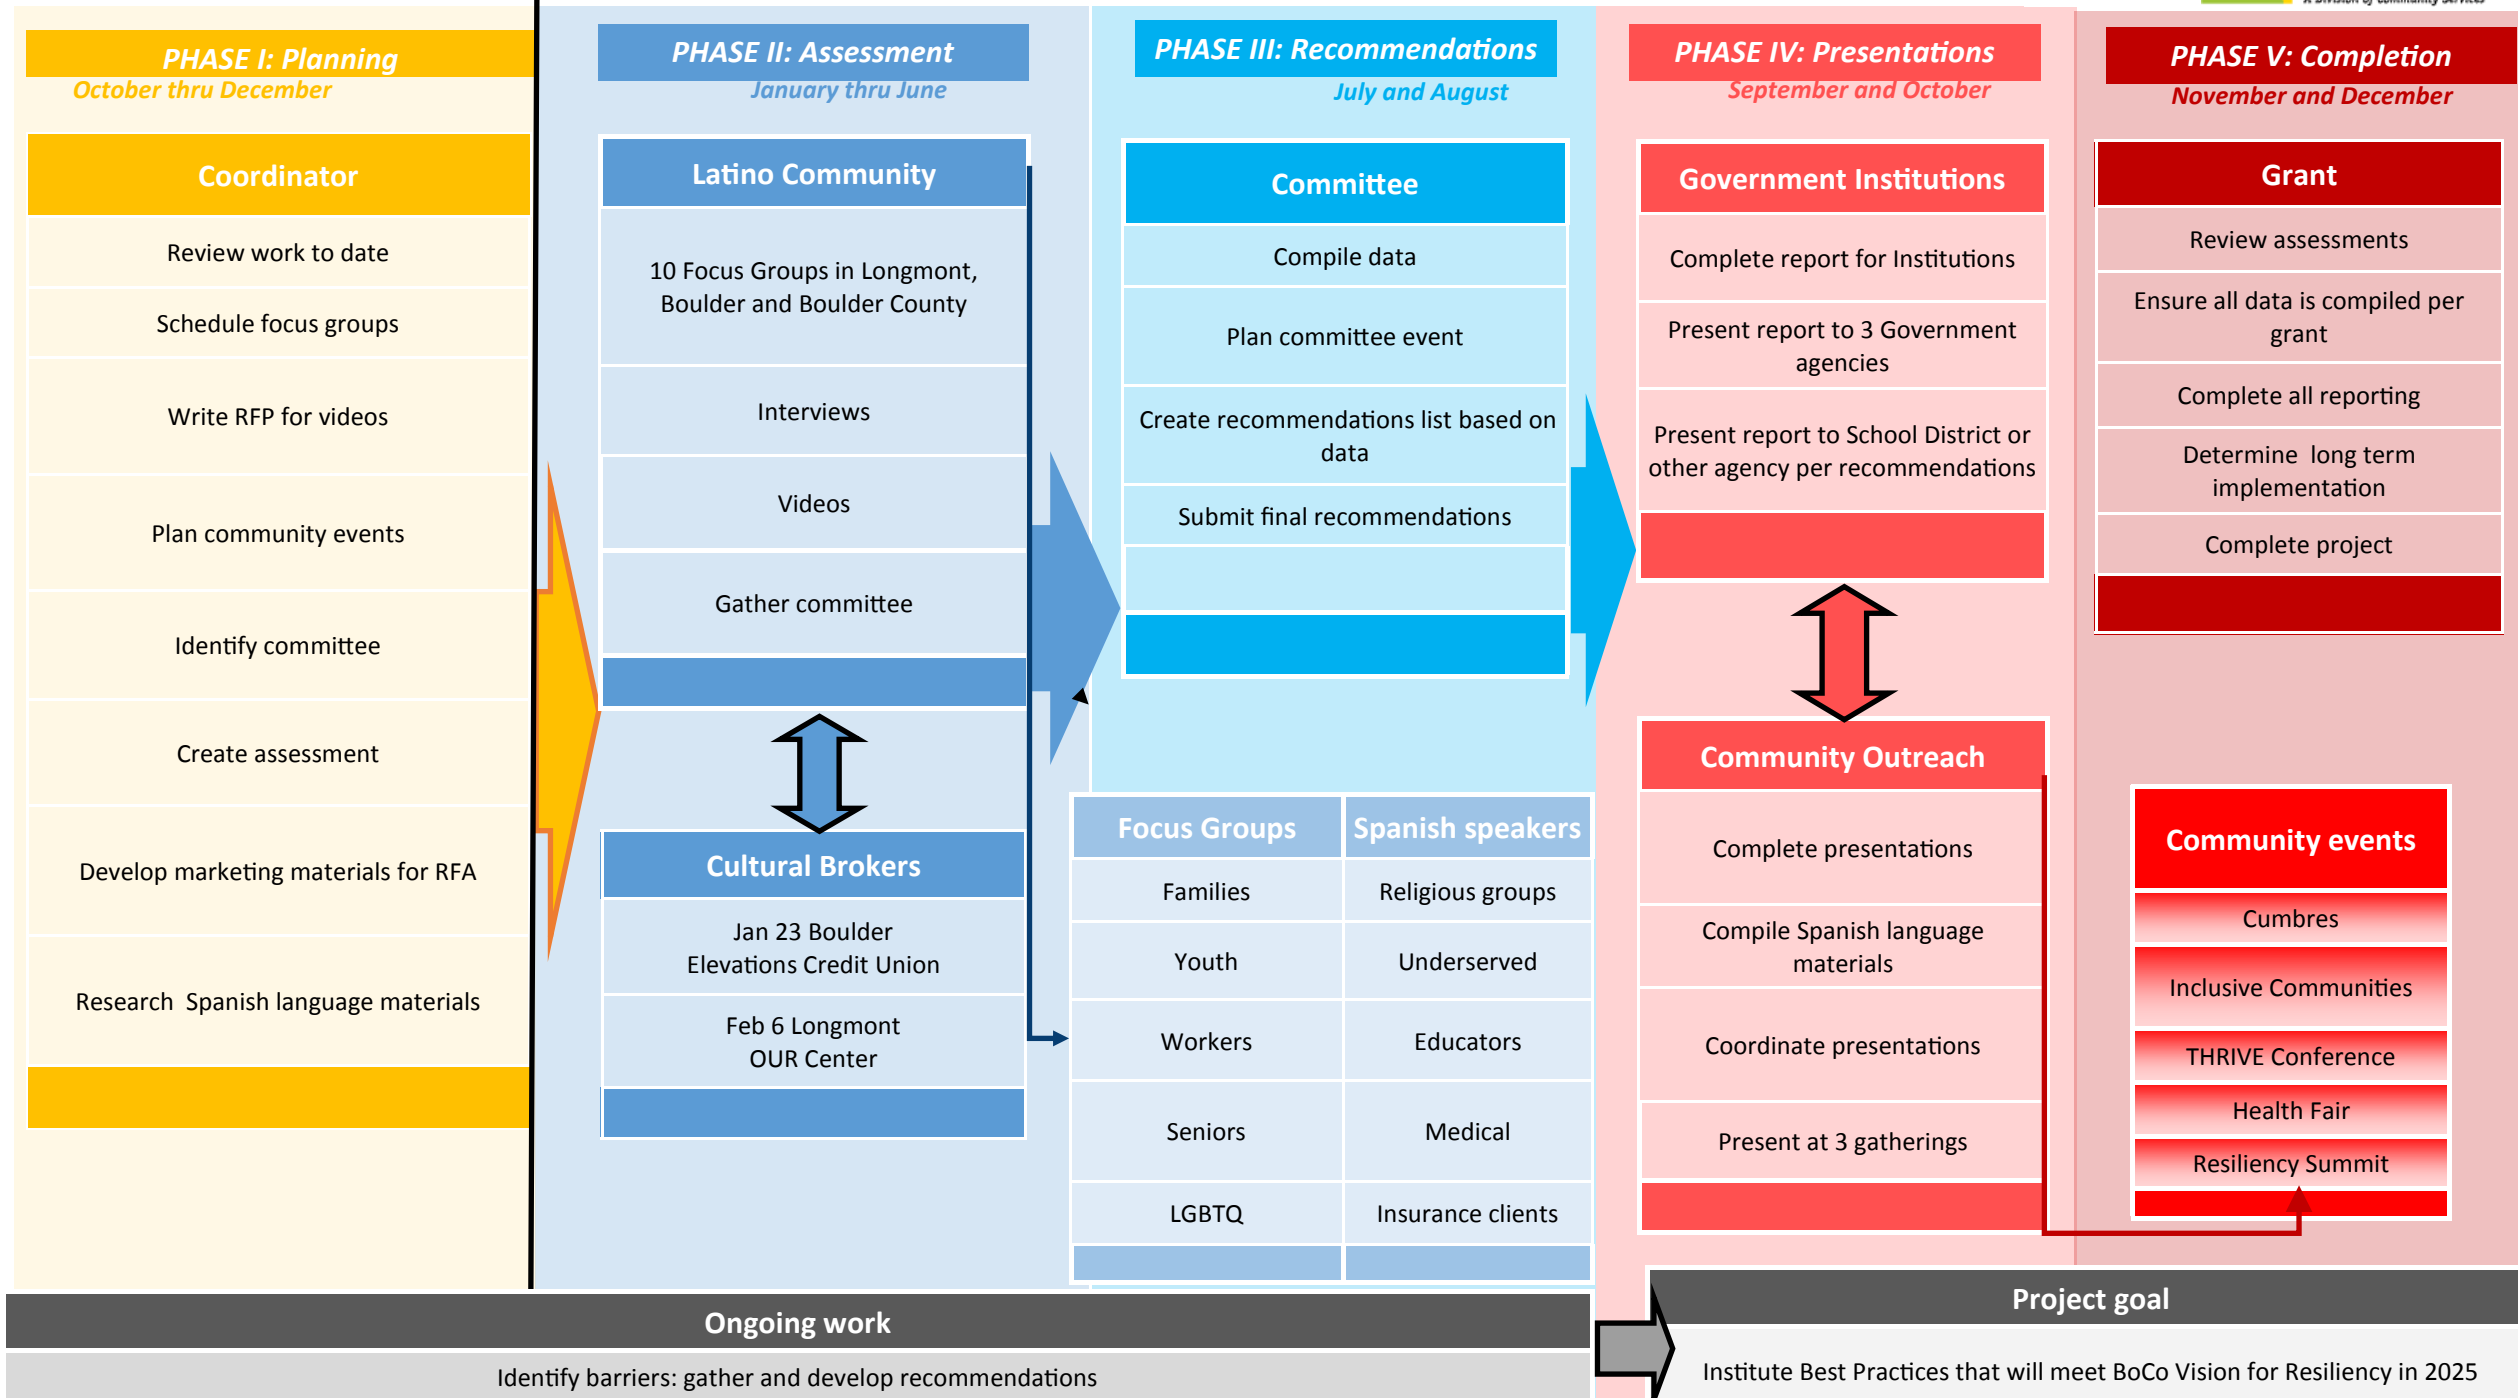 A Division of Community Services
PHASE I: Planning
October thru December
Coordinator
Review work to date
Schedule focus groups
Write RFP for videos
Plan community events
Identify committee
Create assessment
Develop marketing materials for RFA
Research Spanish language materials
PHASE II: Assessment
January thru June
Latino Community
10 Focus Groups in Longmont,
Boulder and Boulder County
Interviews
Videos
Gather committee
Cultural Brokers
Jan 23 Boulder
Elevations Credit Union
Feb 6 Longmont
OUR Center
PHASE III: Recommendations
July and August
Committee
Compile data
Plan committee event
Create recommendations list based on
data
Submit final recommendations
Focus Groups
Spanish speakers
Families
Religious groups
Youth
Underserved
Workers
Educators
Seniors
Medical
LGBTQ
Insurance clients
PHASE IV: Presentations
September and October
Government Institutions
Complete report for Institutions
Present report to 3 Government
agencies
Present report to School District or
other agency per recommendations
Community Outreach
Complete presentations
Compile Spanish language
materials
Coordinate presentations
Present at 3 gatherings
PHASE V: Completion
November and December
Grant
Review assessments
Ensure all data is compiled per
grant
Complete all reporting
Determine long term
implementation
Complete project
Community events
Cumbres
Inclusive Communities
THRIVE Conference
Health Fair
Resiliency Summit
Ongoing work
Identify barriers: gather and develop recommendations
Project goal
Institute Best Practices that will meet BoCo Vision for Resiliency in 2025